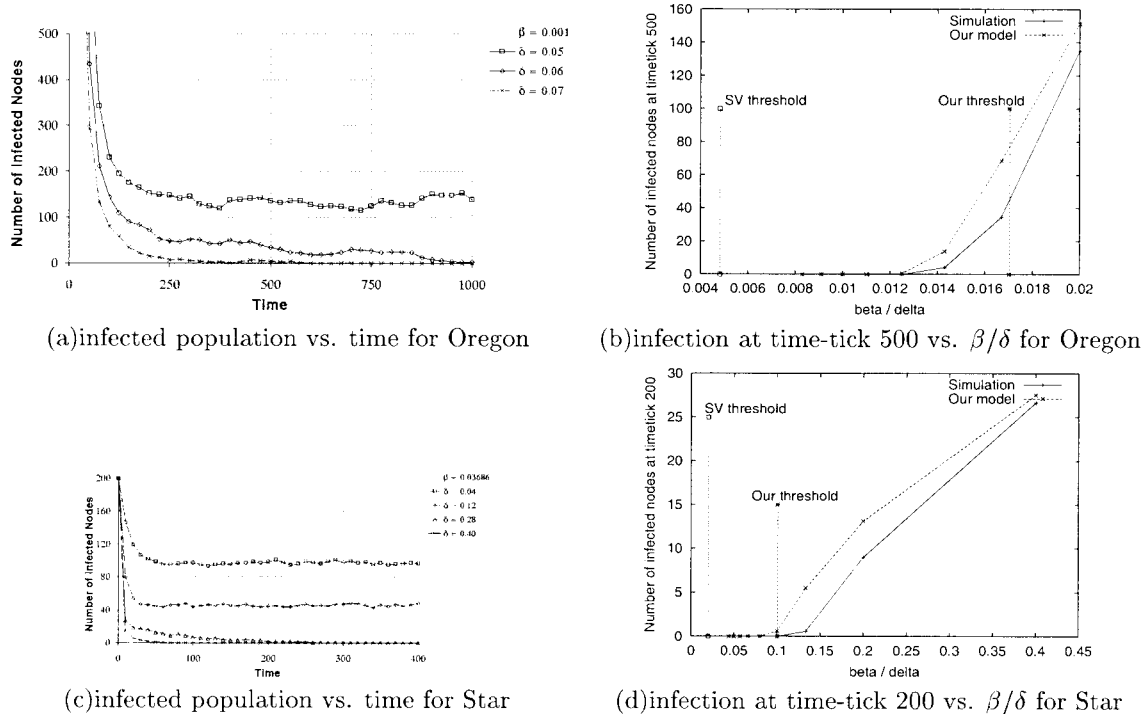 500
400
300
200
100
0
Number of Infected Nodes
0
250
500
750
1000
Time
β = 0.001
δ = 0.05
δ = 0.06
δ = 0.07
(a)infected population vs. time for Oregon
160
140
120
100
80
60
40
20
0
Number of infected nodes at timetick 500
Simulation
Our model
SV threshold
Our threshold
0.004 0.006 0.008 0.01 0.012 0.014 0.016 0.018 0.02
beta / delta
(b)infection at time-tick 500 vs. β/δ for Oregon
200
160
120
80
40
0
Number of Infected Nodes
0
100
200
300
400
Time
β = 0.03686
δ = 0.04
δ = 0.12
δ = 0.28
δ = 0.40
(c)infected population vs. time for Star
30
25
20
15
10
5
0
Number of infected nodes at timetick 200
Simulation
Our model
SV threshold
Our threshold
0 0.05 0.1 0.15 0.2 0.25 0.3 0.35 0.4 0.45
beta / delta
(d)infection at time-tick 200 vs. β/δ for Star